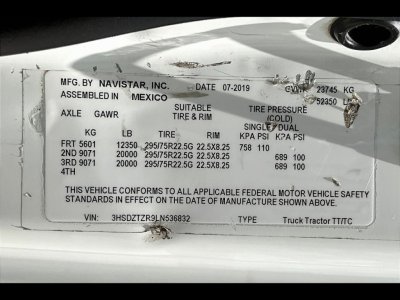 MFG. BY NAVISTAR, INC. DATE 07-2019 GVWR 23745 KG
ASSEMBLED IN MEXICO 52350 LB
SUITABLE TIRE PRESSURE
AXLE GAWR TIRE & RIM (COLD)
SINGLE DUAL
KG LB TIRE RIM KPA PSI KPA PSI
FRT 5601 12350 295/75R22.5G 22.5X8.25 758 110
2ND 9071 20000 295/75R22.5G 22.5X8.25 689 100
3RD 9071 20000 295/75R22.5G 22.5X8.25 689 100
4TH
THIS VEHICLE CONFORMS TO ALL APPLICABLE FEDERAL MOTOR VEHICLE SAFETY
STANDARDS IN EFFECT ON THE DATE OF MANUFACTURE SHOWN ABOVE.
VIN: 3HSDZTZR9LN536832 TYPE Truck Tractor TT/TC